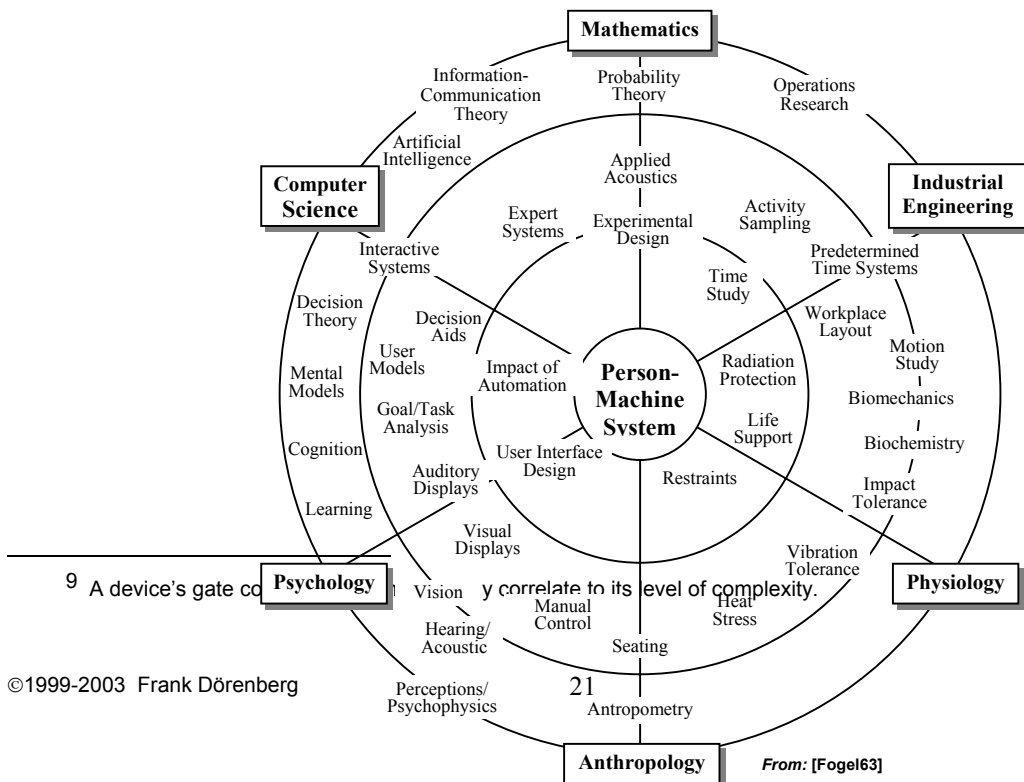 Mathematics
Information-
Communication
Theory
Probability
Theory
Operations
Research
Artificial
Intelligence
Applied
Acoustics
Computer
Science
Industrial
Engineering
Expert
Systems
Experimental
Design
Activity
Sampling
Interactive
Systems
Predetermined
Time Systems
Time
Study
Decision
Theory
Decision
Aids
Workplace
Layout
User
Models
Motion
Study
Mental
Models
Impact of
Automation
Person-
Machine
System
Radiation
Protection
Biomechanics
Goal/Task
Analysis
Life
Support
Cognition
User Interface
Design
Biochemistry
Auditory
Displays
Restraints
Impact
Tolerance
Learning
Visual
Displays
Vibration
Tolerance
9 A device's gate co Psychology y correlate to its level of complexity.
Physiology
Vision
Manual
Control
Heat
Stress
Hearing/
Acoustic
Seating
©1999-2003 Frank Dörenberg
21
Perceptions/
Psychophysics
Antropometry
Anthropology
From: [Fogel63]